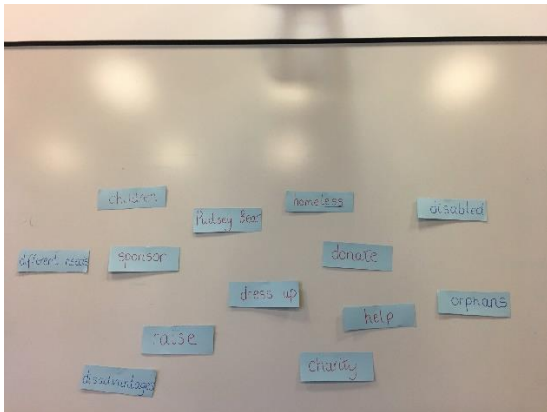 children
homeless
Pudsey Bear
disabled
different needs
sponsor
donate
dress up
orphans
help
raise
charity
disadvantaged